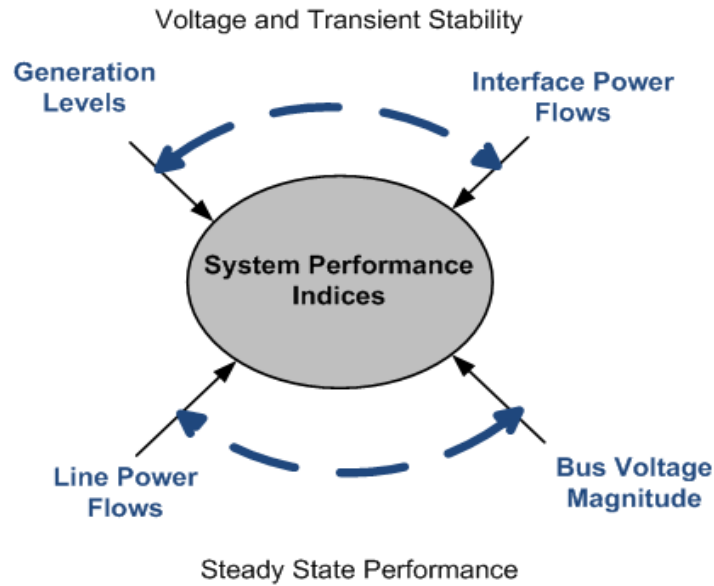 Voltage and Transient Stability
Generation
Levels
Interface Power
Flows
System Performance
Indices
Line Power
Flows
Bus Voltage
Magnitude
Steady State Performance